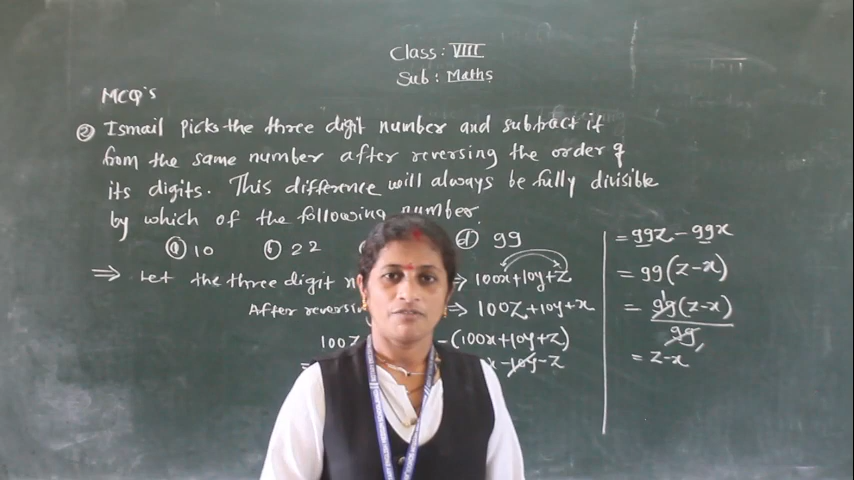 Class: VIII
Sub: Maths
MCQ's
② Ismail picks the three digit number and subtract it
from the same number after reversing the order of
its digits. This difference will always be fully divisible
by which of the following number.
ⓐ 10 ⓑ 22 ⓓ 99
⇒ Let the three digit ⇒ 100x+10y+z
After ⇒ 100z+10y+x
100z -(100x+10y+z)
-10y-z
= 99z-99x
= 99(z-x)
= 99(z-x)
99
= z-x